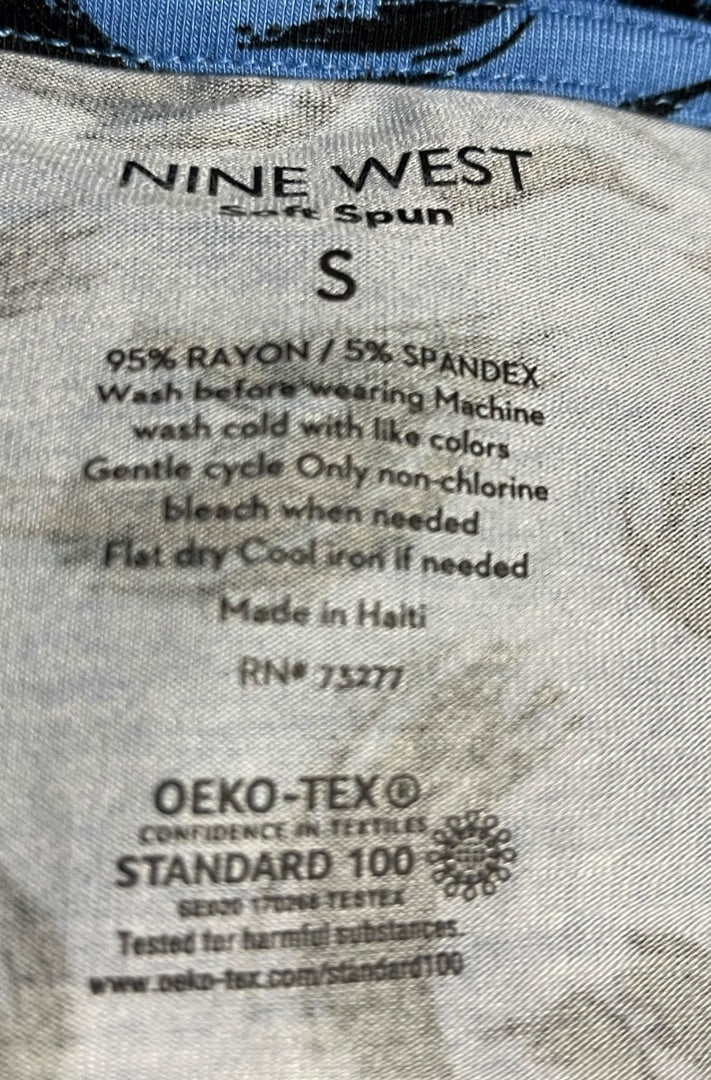 NINE WEST
Soft Spun
S
95% RAYON / 5% SPANDEX
Wash before wearing Machine
wash cold with like colors
Gentle cycle Only non-chlorine
bleach when needed
Flat dry Cool iron if needed
Made in Haiti
RN# 73277
OEKO-TEX®
CONFIDENCE IN TEXTILES
STANDARD 100
TESTEX
Tested for harmful substances.
www.oeko-tex.com/standard100